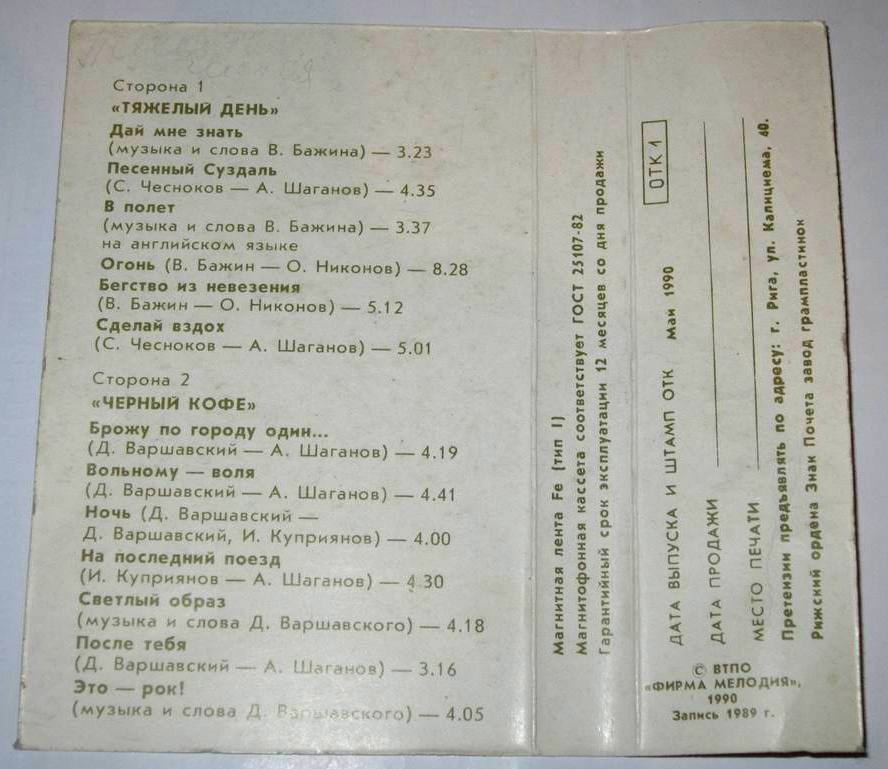 Сторона 1
«ТЯЖЕЛЫЙ ДЕНЬ»
Дай мне знать
(музыка и слова В. Бажина) — 3.23
Песенный Суздаль
(С. Чесноков — А. Шаганов) — 4.35
В полет
(музыка и слова В. Бажина) — 3.37
на английском языке
Огонь (В. Бажин — О. Никонов) — 8.28
Бегство из невезения
(В. Бажин — О. Никонов) — 5.12
Сделай вздох
(С. Чесноков — А. Шаганов) — 5.01
Сторона 2
«ЧЕРНЫЙ КОФЕ»
Брожу по городу один...
(Д. Варшавский — А. Шаганов) — 4.19
Вольному — воля
(Д. Варшавский — А. Шаганов) — 4.41
Ночь (Д. Варшавский —
Д. Варшавский, И. Куприянов) — 4.00
На последний поезд
(И. Куприянов — А. Шаганов) — 4.30
Светлый образ
(музыка и слова Д. Варшавского) — 4.18
После тебя
(Д. Варшавский — А. Шаганов) — 3.16
Это — рок!
(музыка и слова Д. Варшавского) — 4.05
Магнитная лента Fe (тип I)
Магнитофонная кассета соответствует ГОСТ 25107-82
Гарантийный срок эксплуатации 12 месяцев со дня продажи
ДАТА ВЫПУСКА И ШТАМП ОТК Май 1990
ОТК 1
ДАТА ПРОДАЖИ
МЕСТО ПЕЧАТИ
Претензии предъявлять по адресу: г. Рига, ул. Капициема, 40.
Рижский ордена Знак Почета завод грампластинок
© ВТПО
«ФИРМА МЕЛОДИЯ»,
1990
Запись 1989 г.